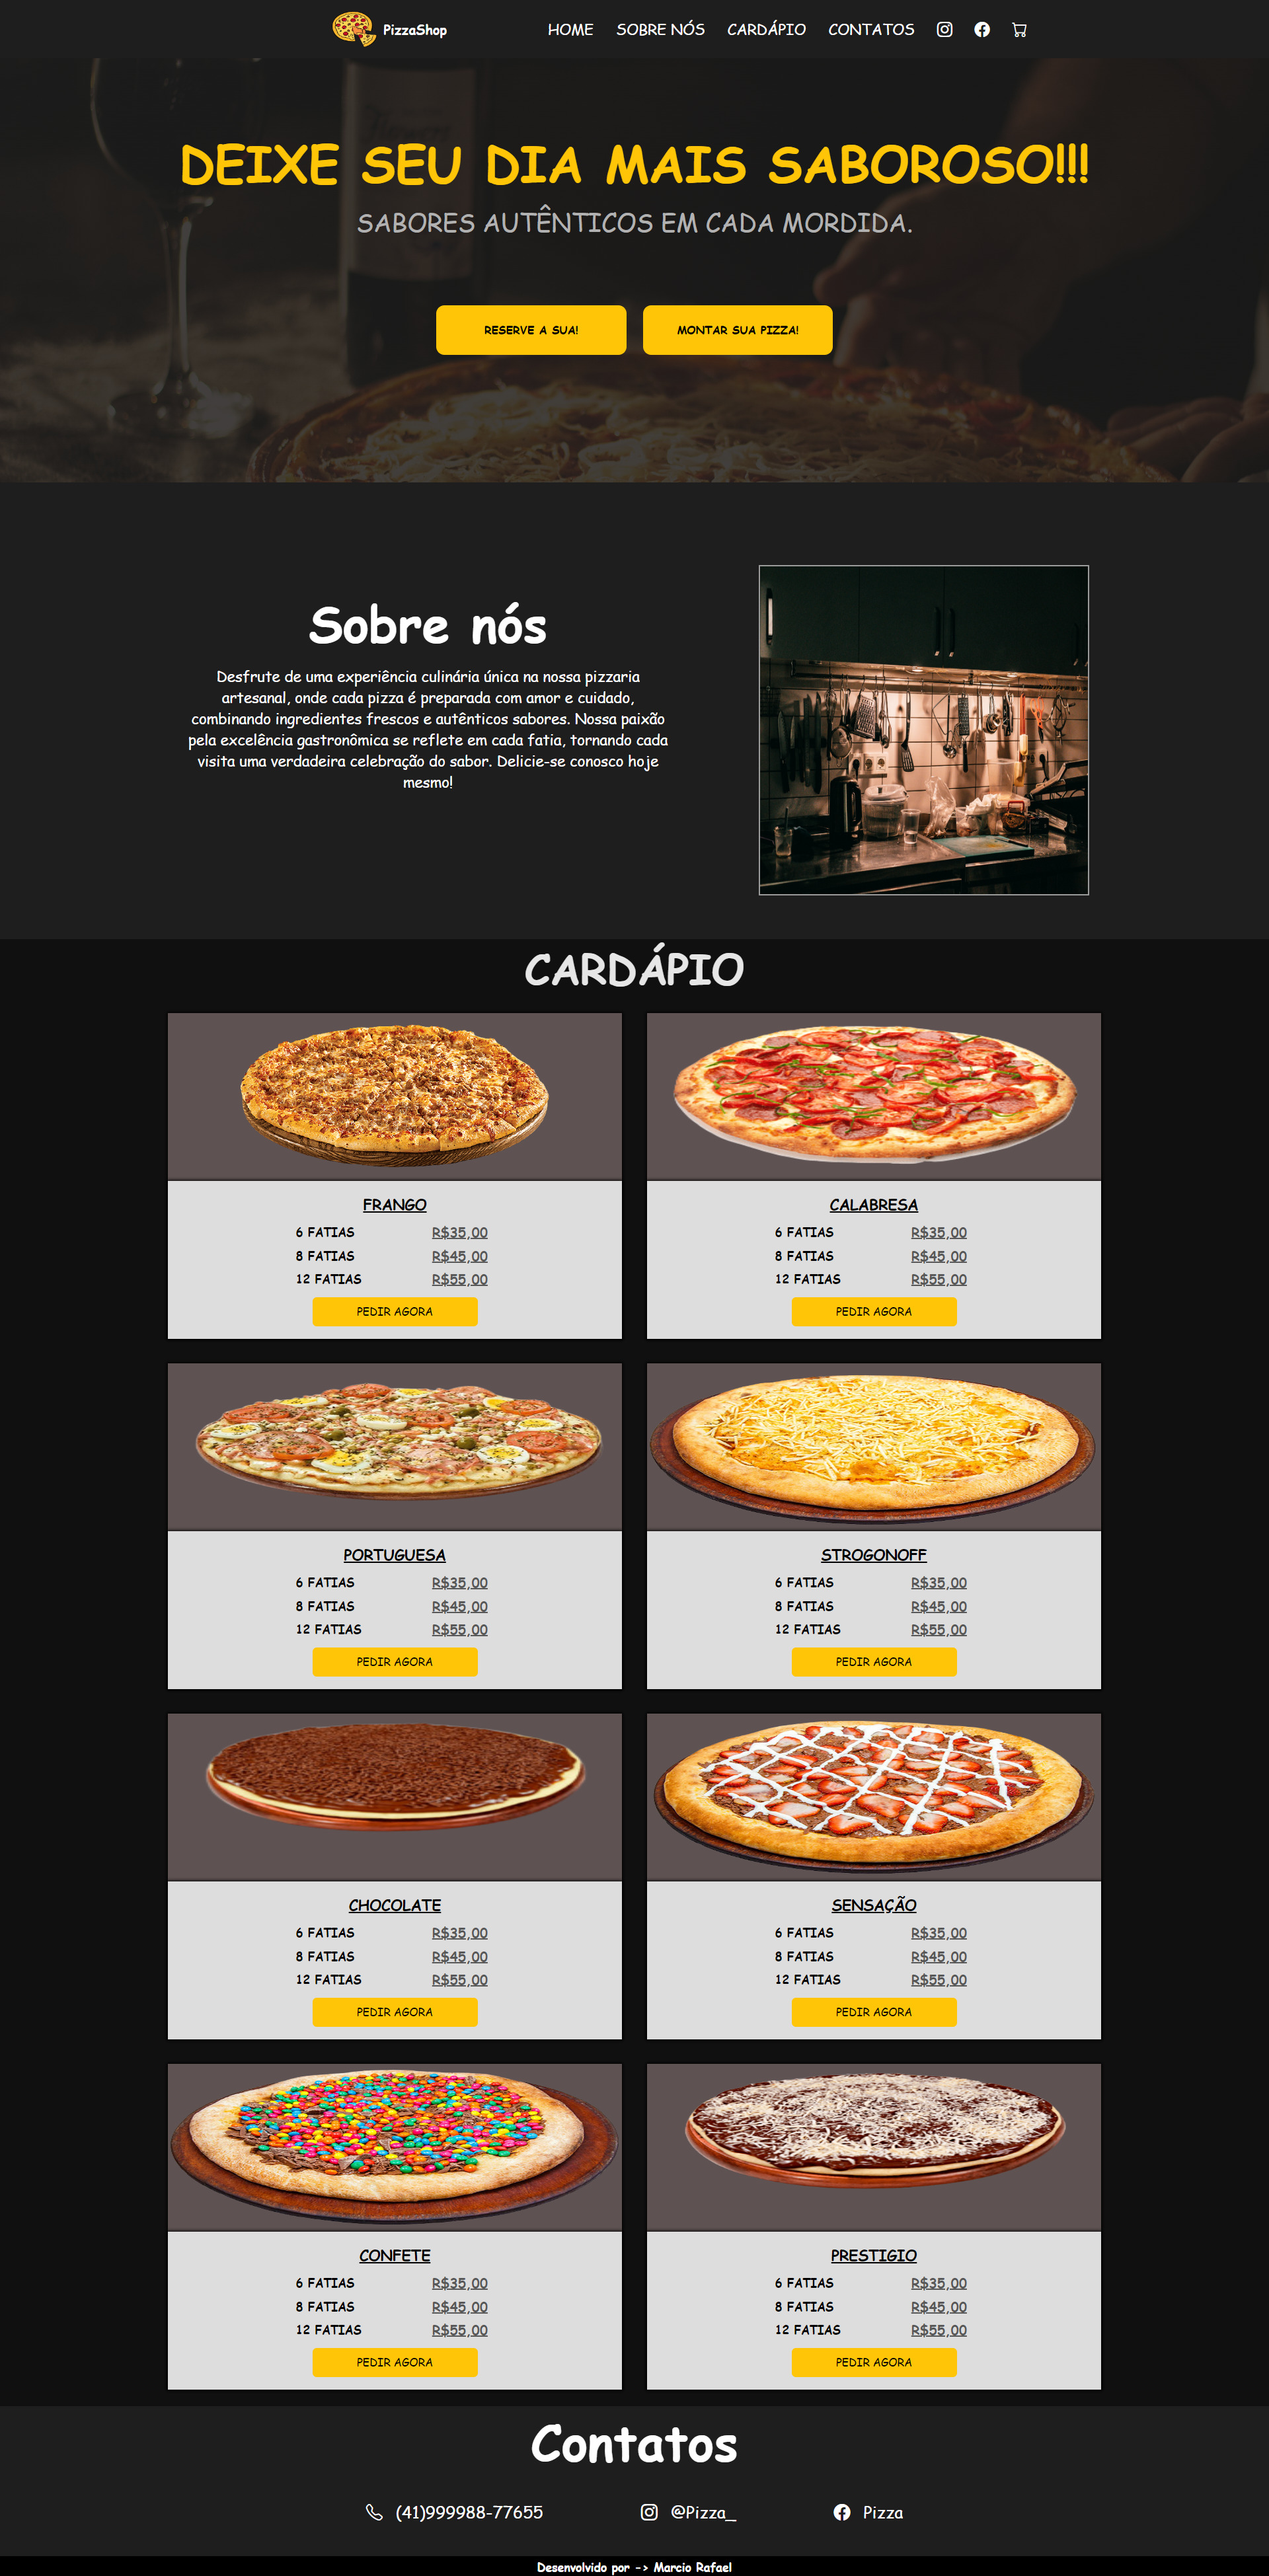 PizzaShop
HOME SOBRE NÓS CARDÁPIO CONTATOS
DEIXE SEU DIA MAIS SABOROSO!!!
SABORES AUTÊNTICOS EM CADA MORDIDA.
RESERVE A SUA! MONTAR SUA PIZZA!
Sobre nós
Desfrute de uma experiência culinária única na nossa pizzaria
artesanal, onde cada pizza é preparada com amor e cuidado,
combinando ingredientes frescos e autênticos sabores. Nossa paixão
pela excelência gastronômica se reflete em cada fatia, tornando cada
visita uma verdadeira celebração do sabor. Delicie-se conosco hoje
mesmo!
CARDÁPIO
FRANGO
6 FATIAS R$35,00
8 FATIAS R$45,00
12 FATIAS R$55,00
PEDIR AGORA
CALABRESA
6 FATIAS R$35,00
8 FATIAS R$45,00
12 FATIAS R$55,00
PEDIR AGORA
PORTUGUESA
6 FATIAS R$35,00
8 FATIAS R$45,00
12 FATIAS R$55,00
PEDIR AGORA
STROGONOFF
6 FATIAS R$35,00
8 FATIAS R$45,00
12 FATIAS R$55,00
PEDIR AGORA
CHOCOLATE
6 FATIAS R$35,00
8 FATIAS R$45,00
12 FATIAS R$55,00
PEDIR AGORA
SENSAÇÃO
6 FATIAS R$35,00
8 FATIAS R$45,00
12 FATIAS R$55,00
PEDIR AGORA
CONFETE
6 FATIAS R$35,00
8 FATIAS R$45,00
12 FATIAS R$55,00
PEDIR AGORA
PRESTIGIO
6 FATIAS R$35,00
8 FATIAS R$45,00
12 FATIAS R$55,00
PEDIR AGORA
Contatos
(41)999988-77655 @Pizza_ Pizza
Desenvolvido por -> Marcio Rafael